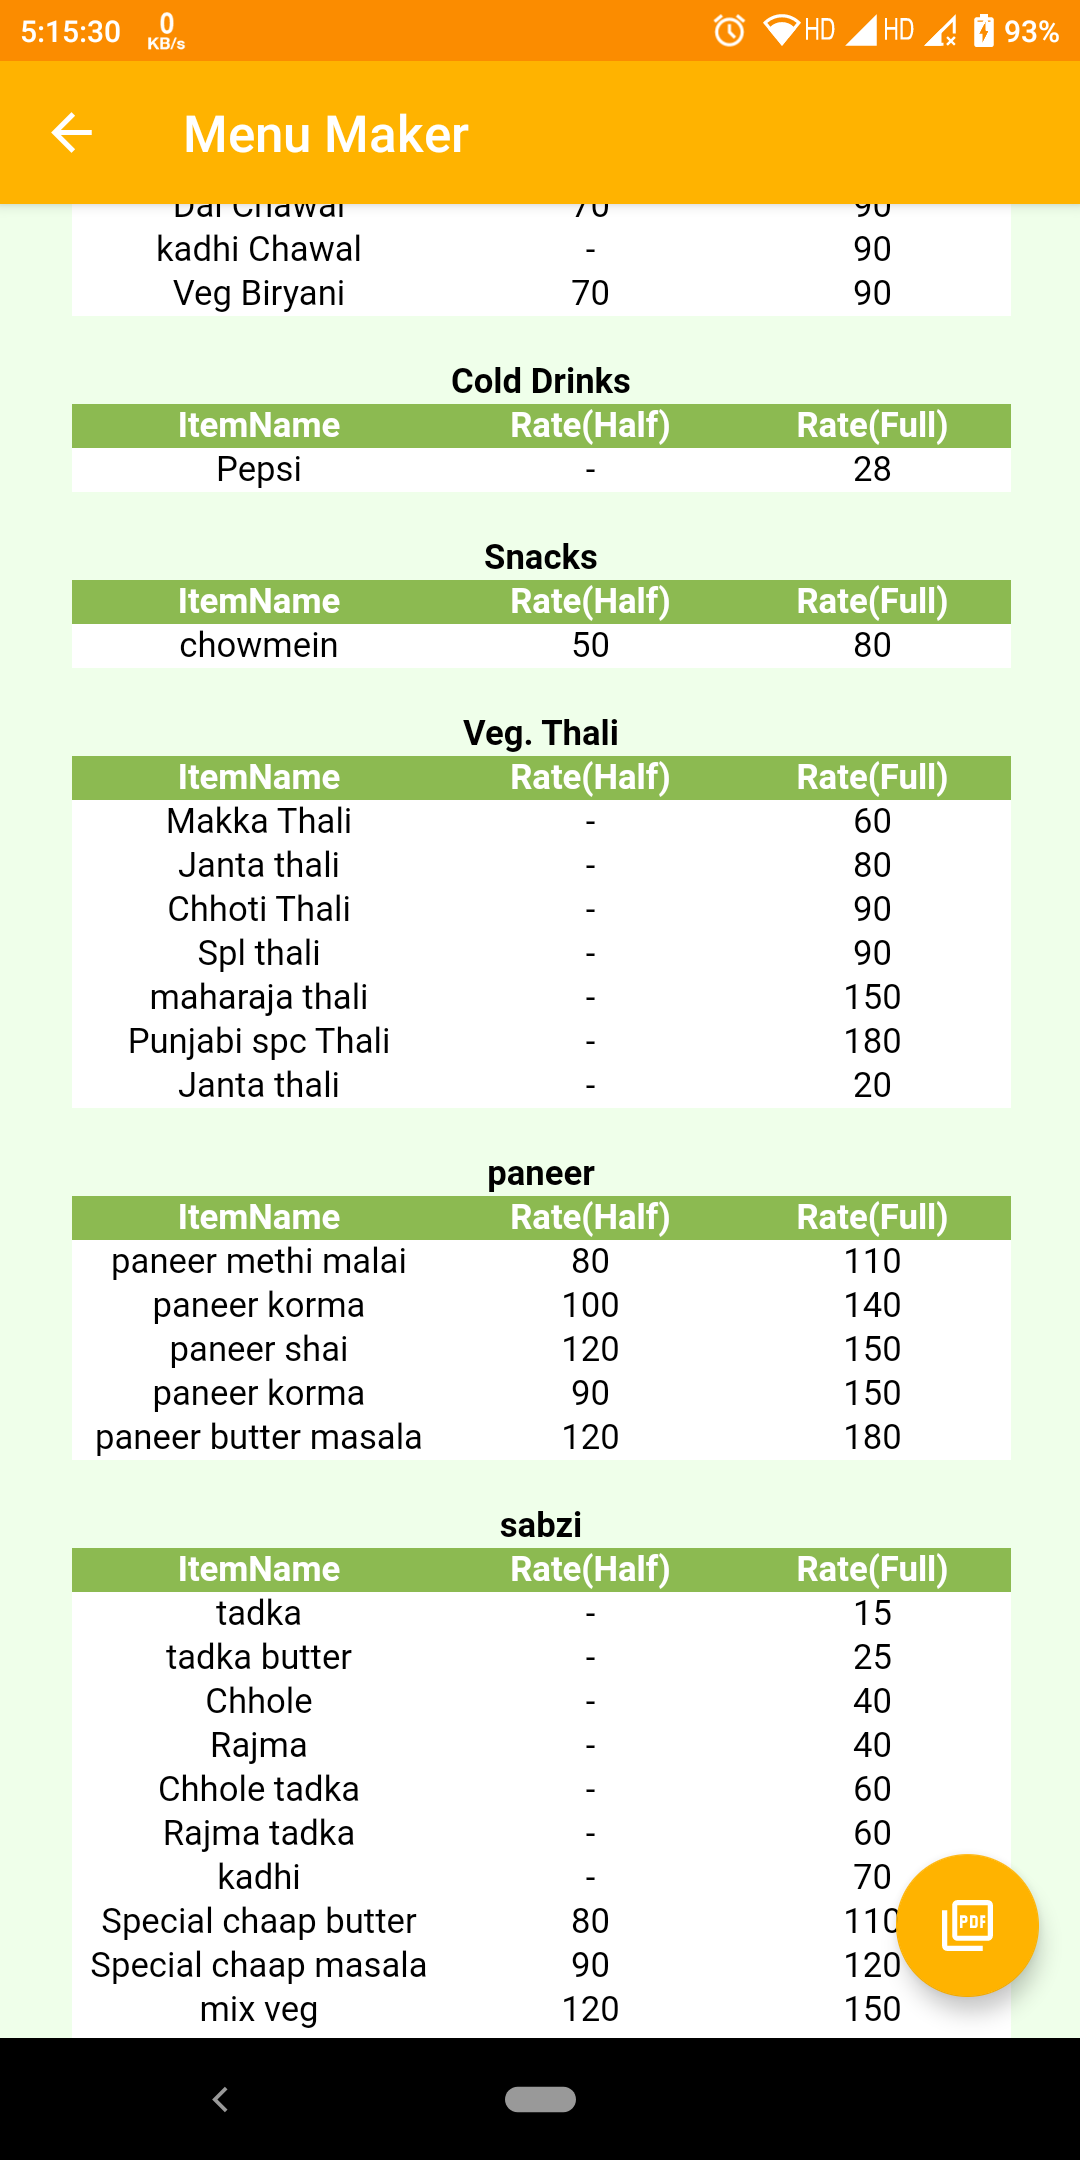 5:15:30 0 KB/s HD HD 93%
Menu Maker
Dal Chawal 70 90
kadhi Chawal - 90
Veg Biryani 70 90
Cold Drinks
ItemName Rate(Half) Rate(Full)
Pepsi - 28
Snacks
ItemName Rate(Half) Rate(Full)
chowmein 50 80
Veg. Thali
ItemName Rate(Half) Rate(Full)
Makka Thali - 60
Janta thali - 80
Chhoti Thali - 90
Spl thali - 90
maharaja thali - 150
Punjabi spc Thali - 180
Janta thali - 20
paneer
ItemName Rate(Half) Rate(Full)
paneer methi malai 80 110
paneer korma 100 140
paneer shai 120 150
paneer korma 90 150
paneer butter masala 120 180
sabzi
ItemName Rate(Half) Rate(Full)
tadka - 15
tadka butter - 25
Chhole - 40
Rajma - 40
Chhole tadka - 60
Rajma tadka - 60
kadhi - 70
Special chaap butter 80 110
PDF
Special chaap masala 90 120
mix veg 120 150